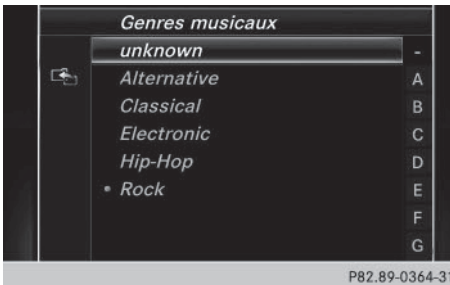 Genres musicaux
unknown -
Alternative A
Classical B
Electronic C
Hip-Hop D
• Rock E
F
G
P82.89-0364-31